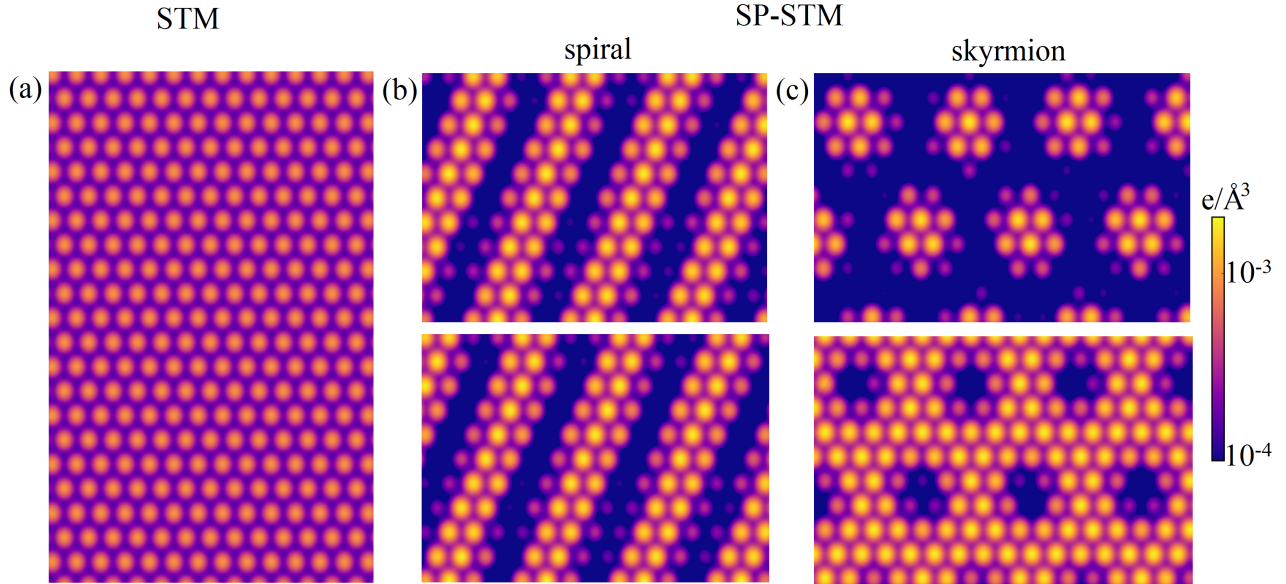 STM
SP-STM
spiral
skyrmion
(a)
(b)
(c)
e/Å³
10⁻³
10⁻⁴